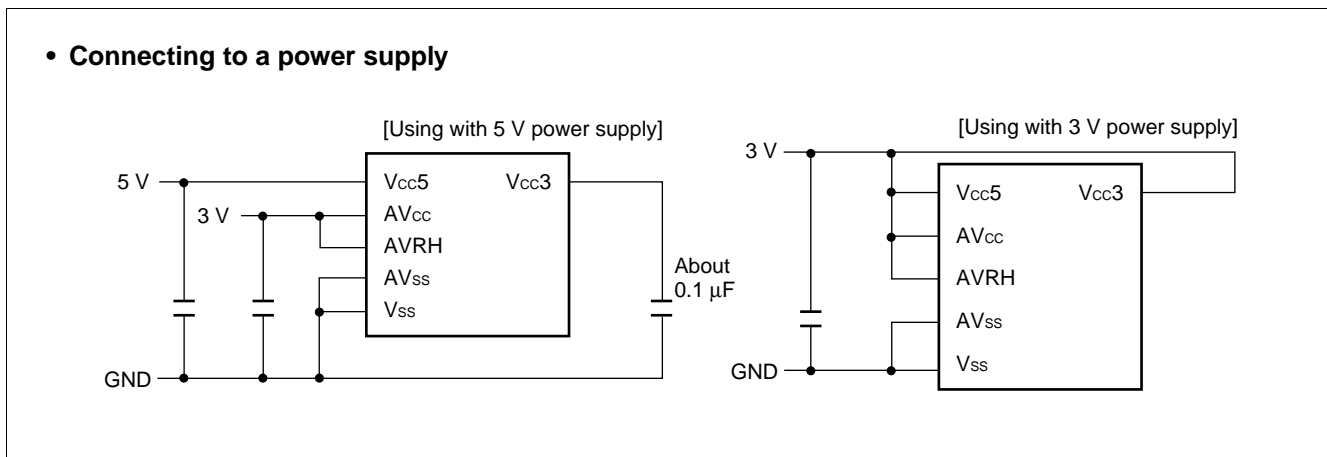 • Connecting to a power supply
[Using with 5 V power supply]
5 V
3 V
VCC5
VCC3
AVCC
AVRH
AVSS
VSS
About
0.1 μF
GND
[Using with 3 V power supply]
3 V
VCC5
VCC3
AVCC
AVRH
AVSS
VSS
GND